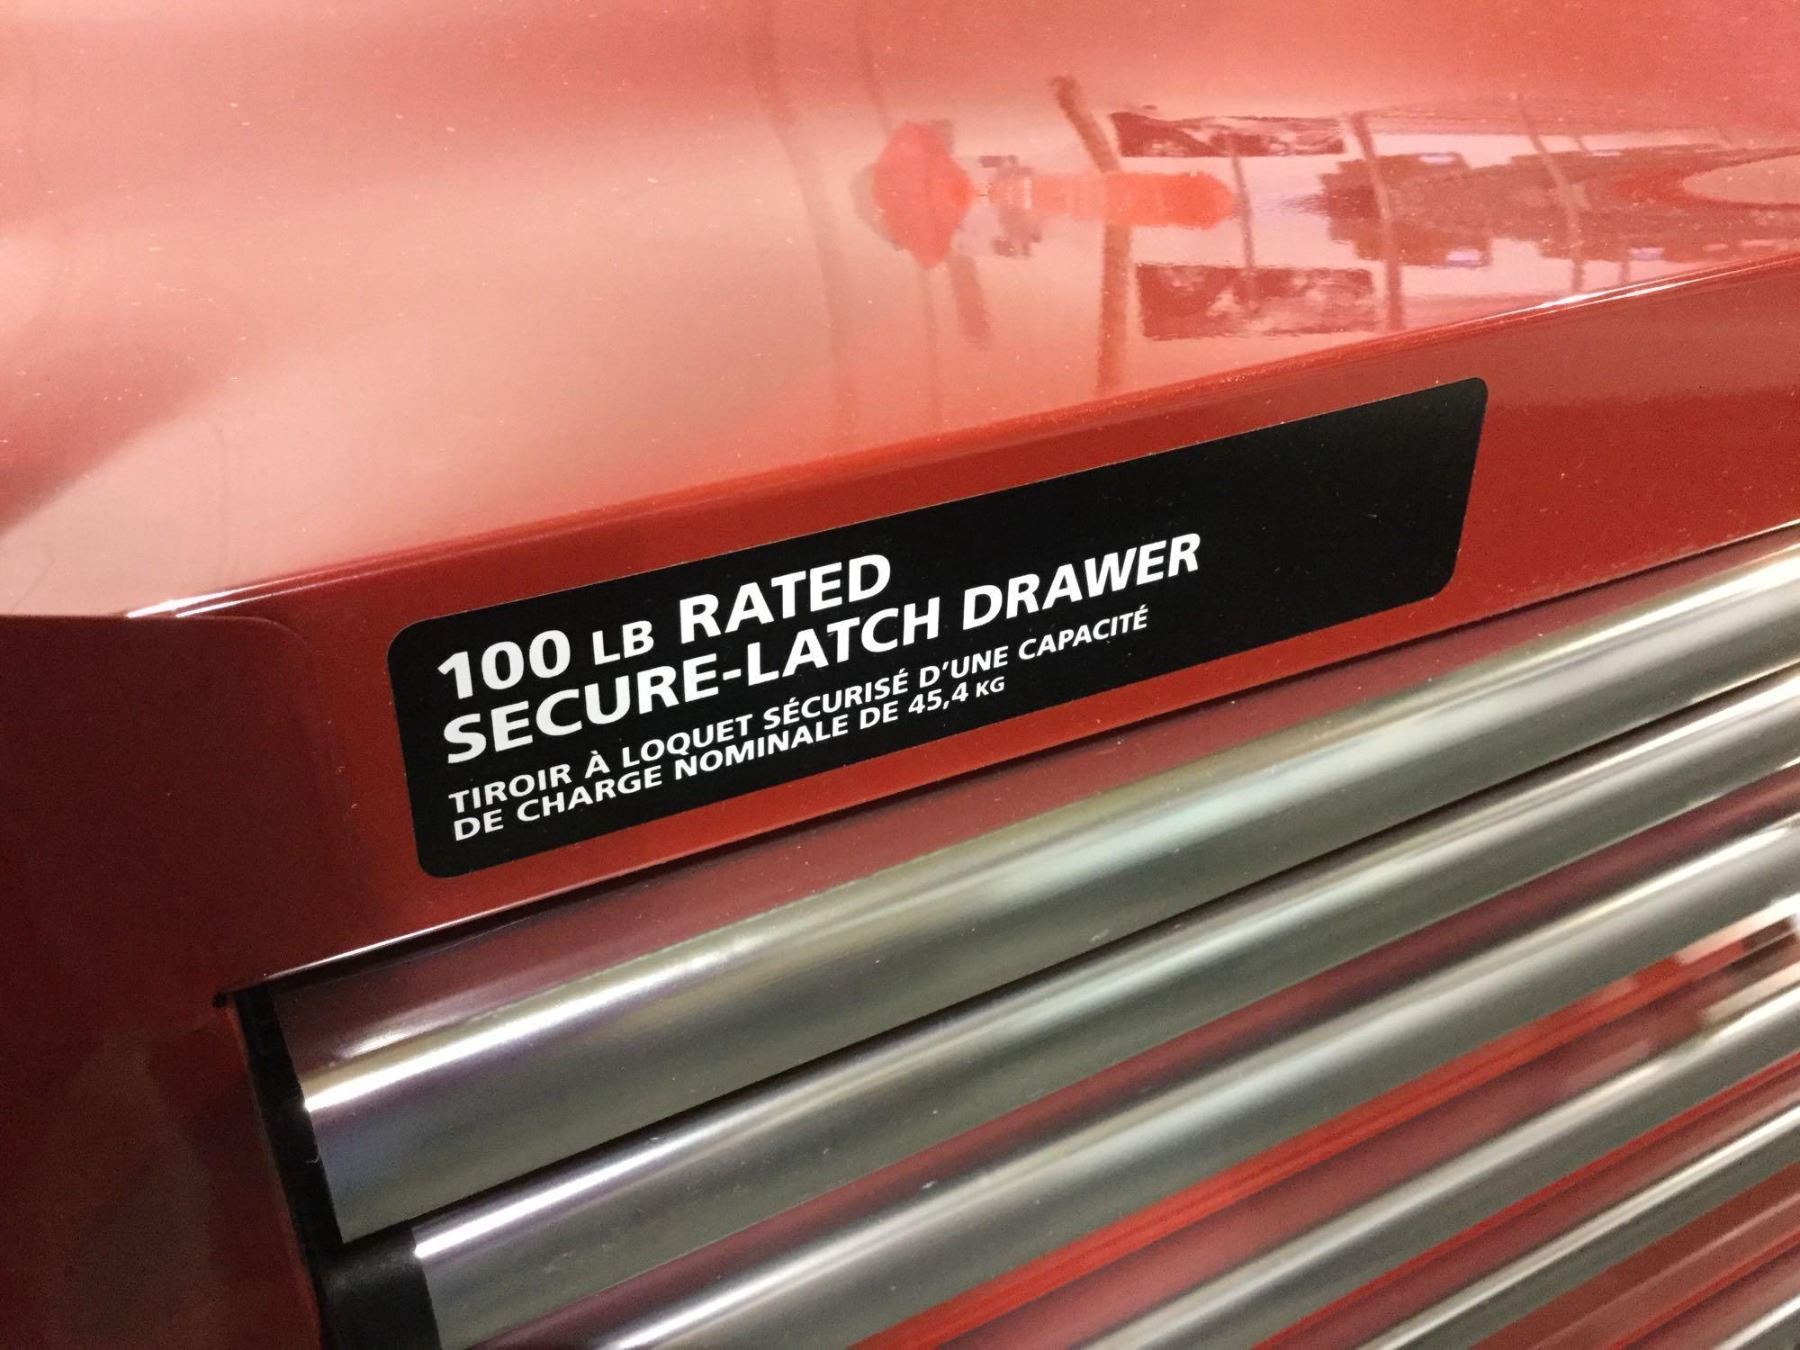 100 LB RATED
SECURE-LATCH DRAWER
TIROIR À LOQUET SÉCURISÉ D'UNE CAPACITÉ
DE CHARGE NOMINALE DE 45,4 KG